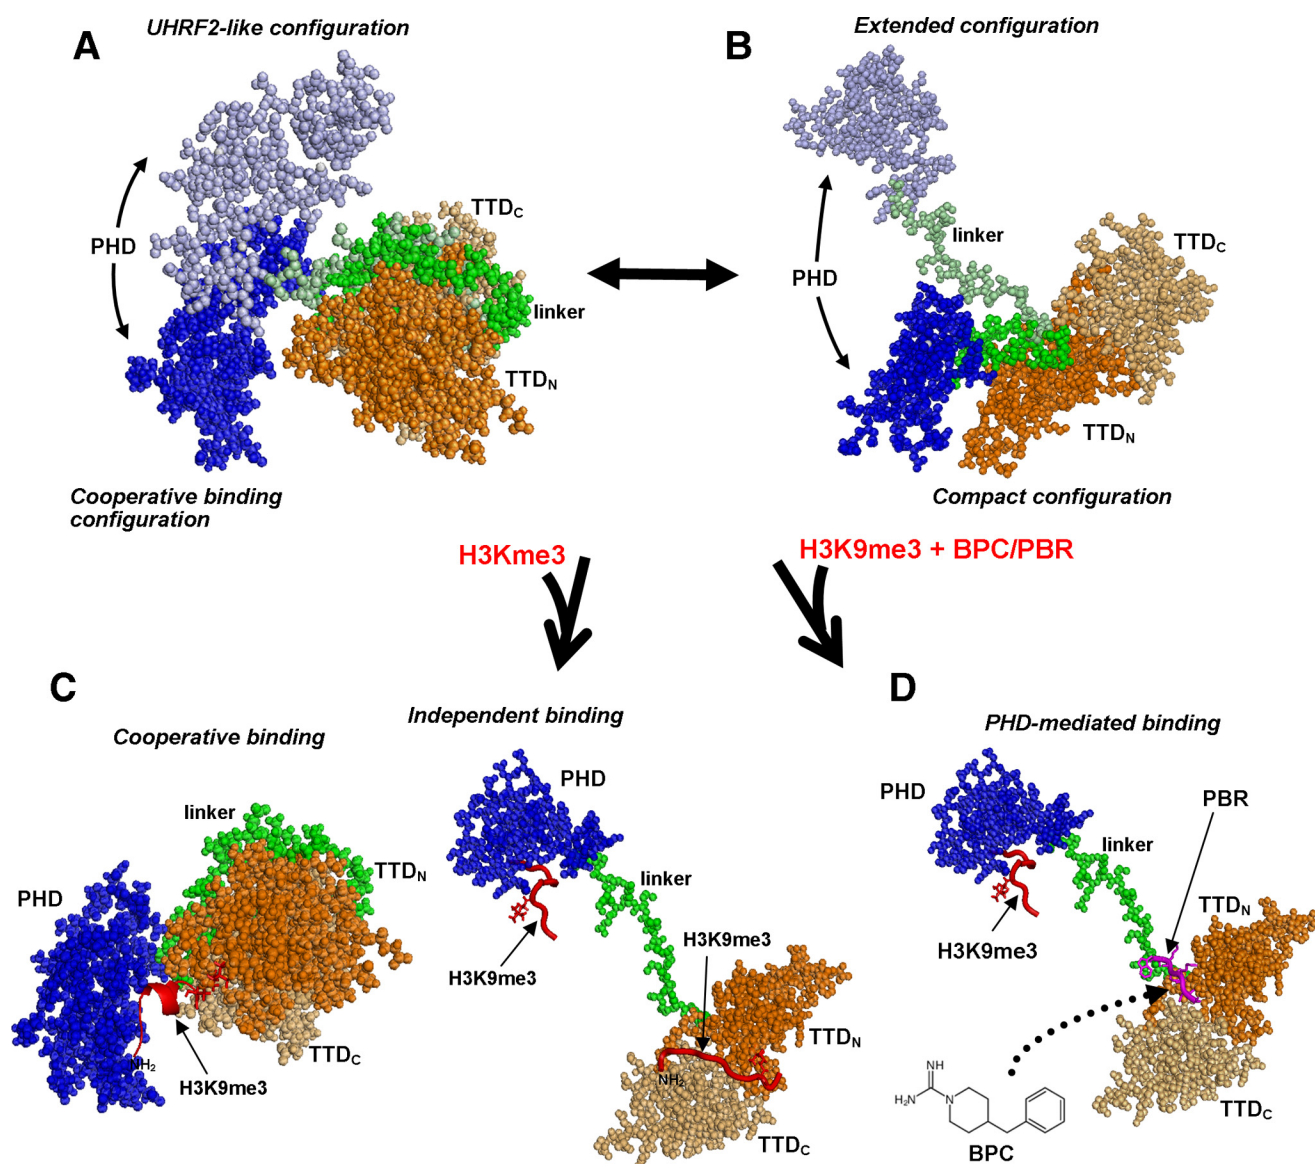 A
UHRF2-like configuration
PHD
TTDC
linker
TTDN
Cooperative binding
configuration
B
Extended configuration
linker
TTDC
PHD
TTDN
Compact configuration
H3Kme3
H3K9me3 + BPC/PBR
C
Cooperative binding
linker
TTDN
PHD
NH2
H3K9me3
TTDC
Independent binding
PHD
linker
H3K9me3
H3K9me3
NH2
TTDN
TTDC
D
PHD-mediated binding
PHD
PBR
linker
TTDN
H3K9me3
TTDC
NH
H2N
N
BPC